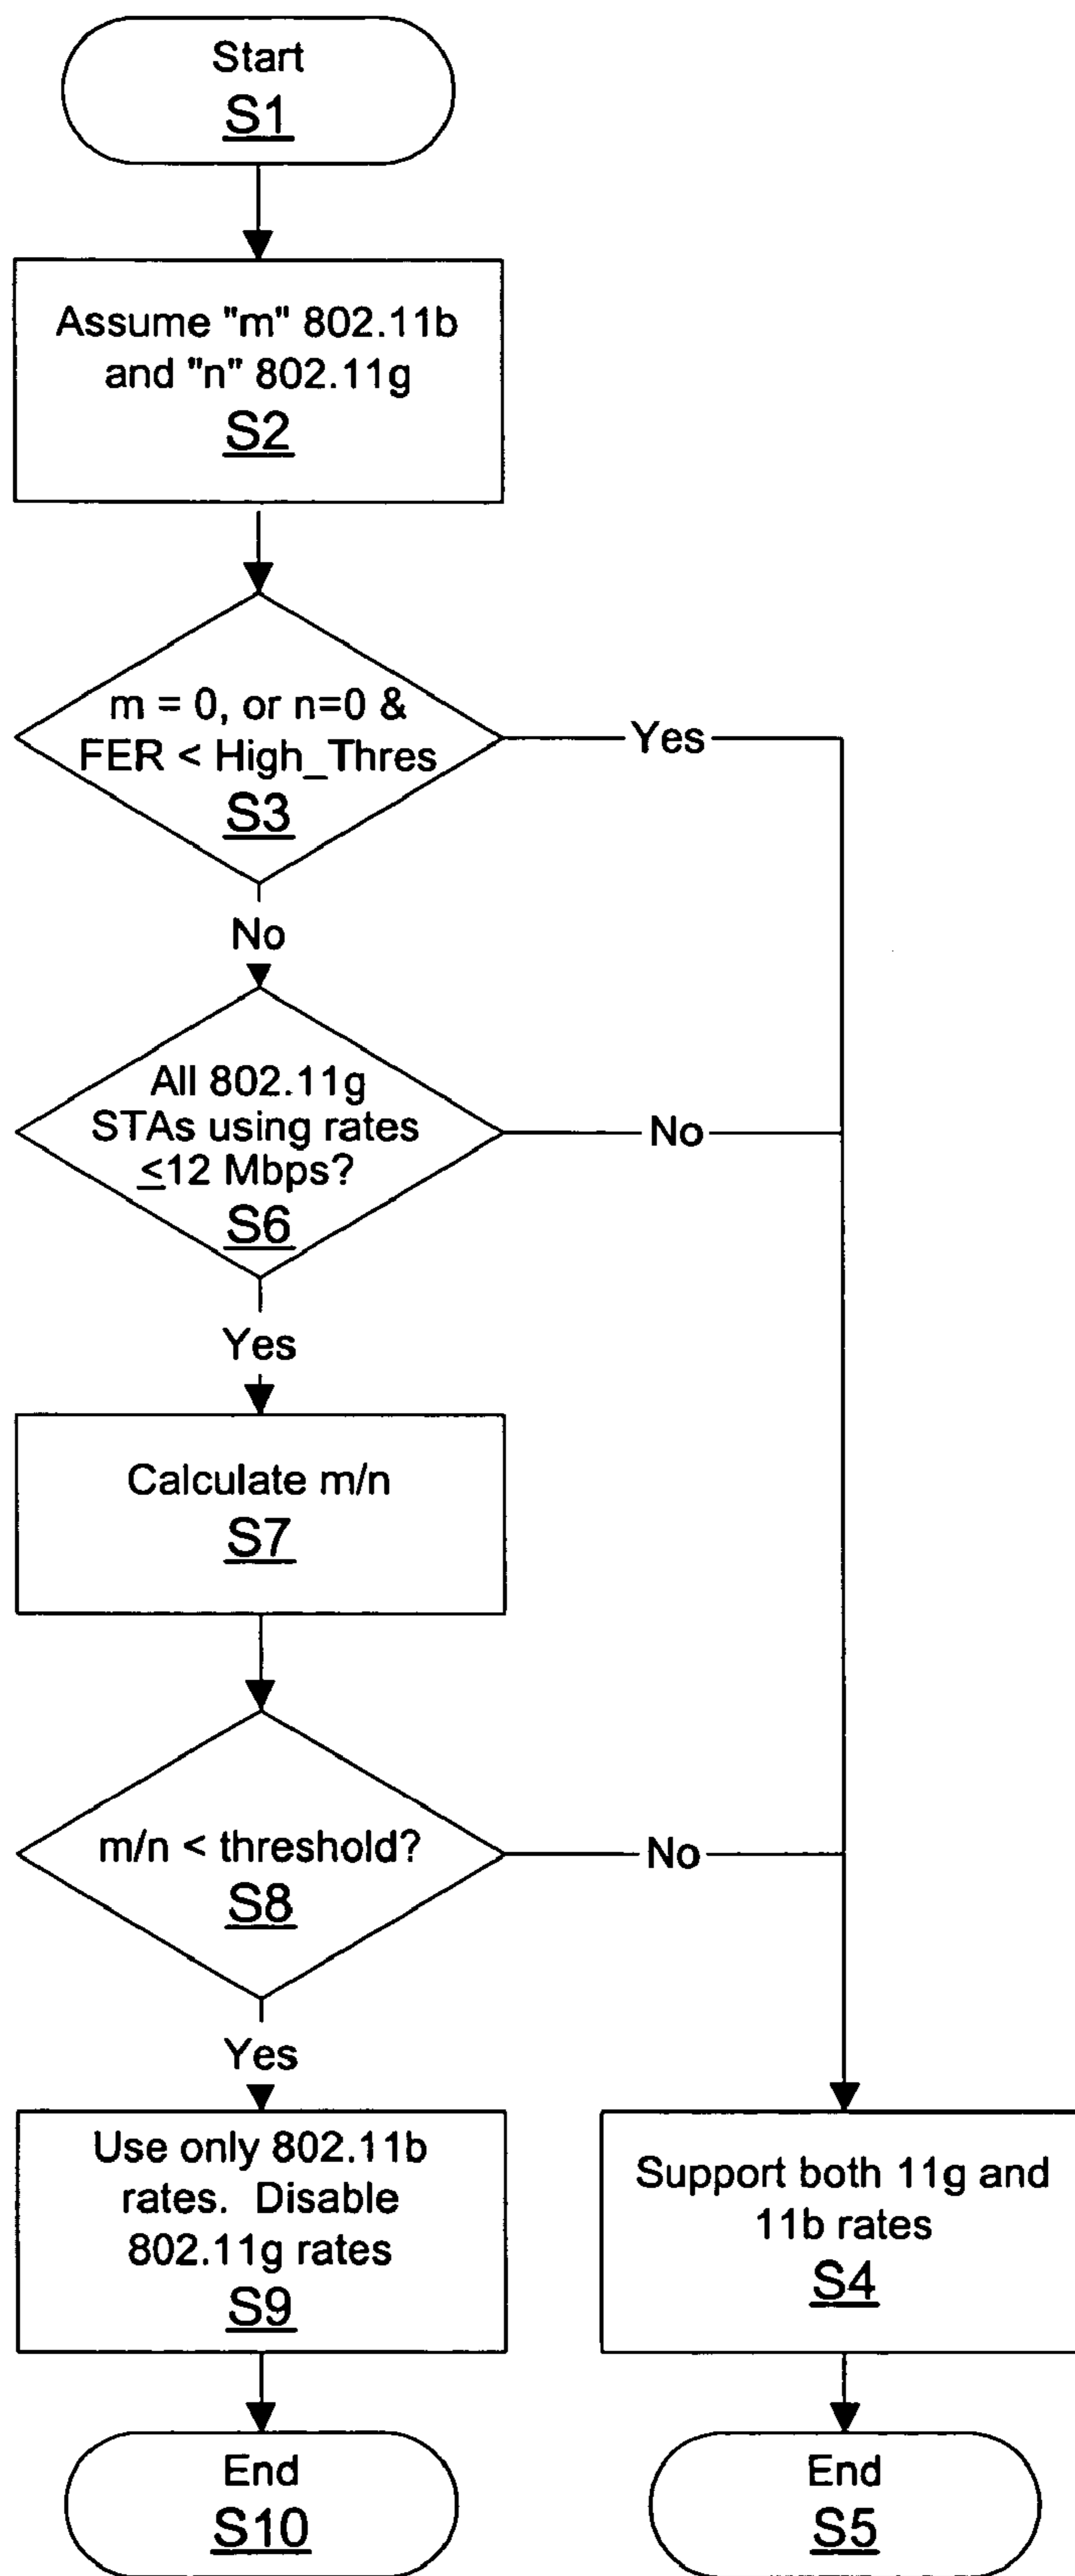 Start
S1
Assume "m" 802.11b
and "n" 802.11g
S2
m = 0, or n=0 &
FER < High_Thres
S3
Yes
No
All 802.11g
STAs using rates
≤12 Mbps?
S6
No
Yes
Calculate m/n
S7
m/n < threshold?
S8
No
Yes
Use only 802.11b
rates. Disable
802.11g rates
S9
Support both 11g and
11b rates
S4
End
S10
End
S5